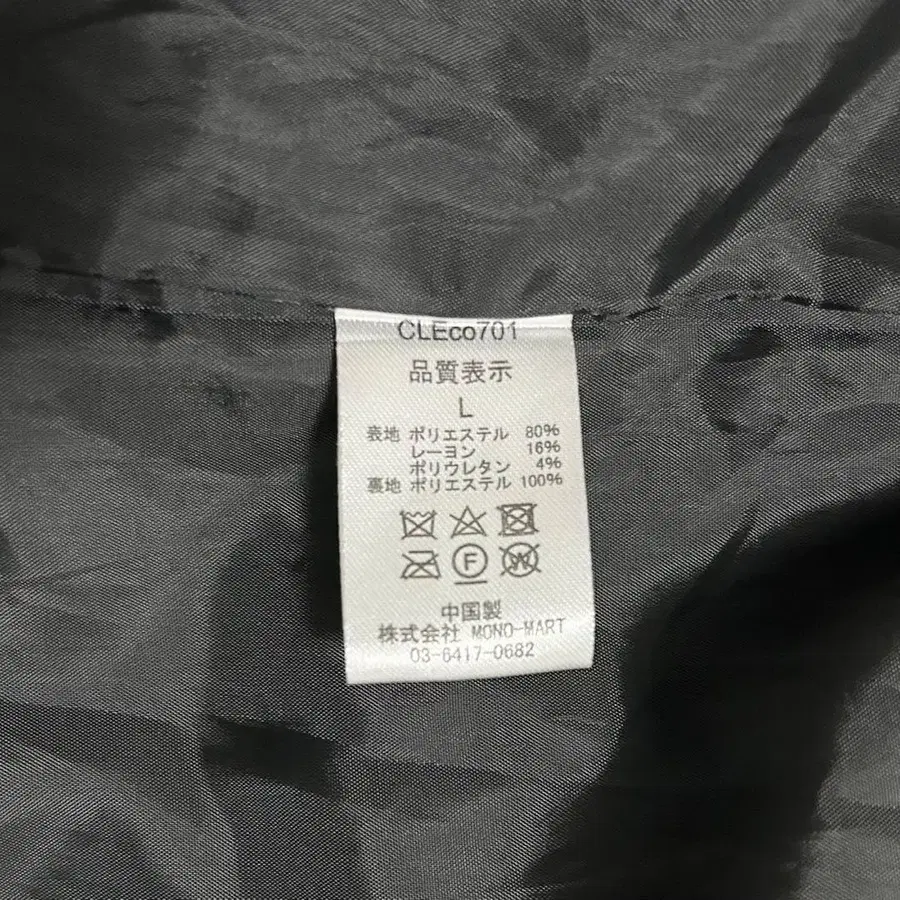 CLEco701
品質表示
L
表地 ポリエステル 80%
レーヨン 16%
ポリウレタン 4%
裏地 ポリエステル 100%
F
W
中国製
株式会社 MONO-MART
03-6417-0682